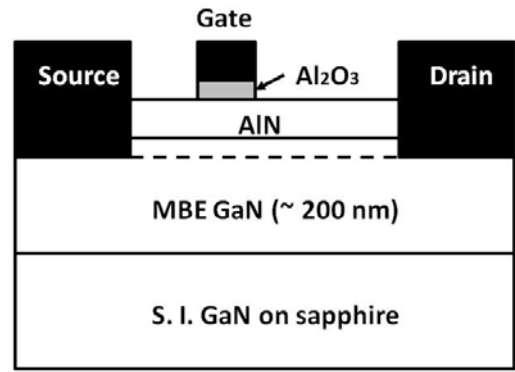 Gate
Source
Al₂O₃
Drain
AlN
MBE GaN (~ 200 nm)
S. I. GaN on sapphire